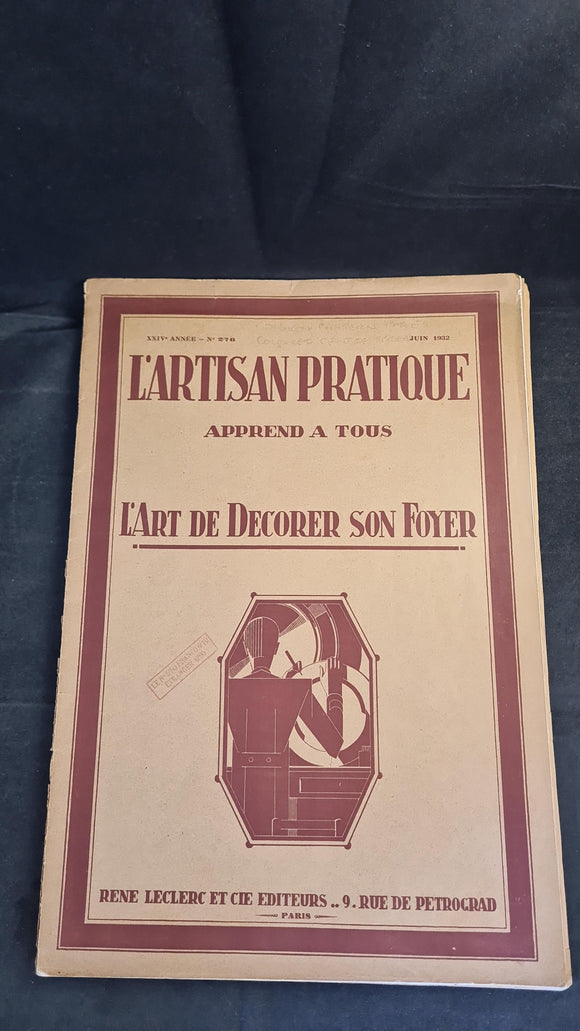 XXIVᵉ ANNÉE – Nº 276
JUIN 1932
L'ARTISAN PRATIQUE
APPREND A TOUS
L'ART DE DECORER SON FOYER
RENE LECLERC ET CIE EDITEURS .. 9. RUE DE PETROGRAD
PARIS